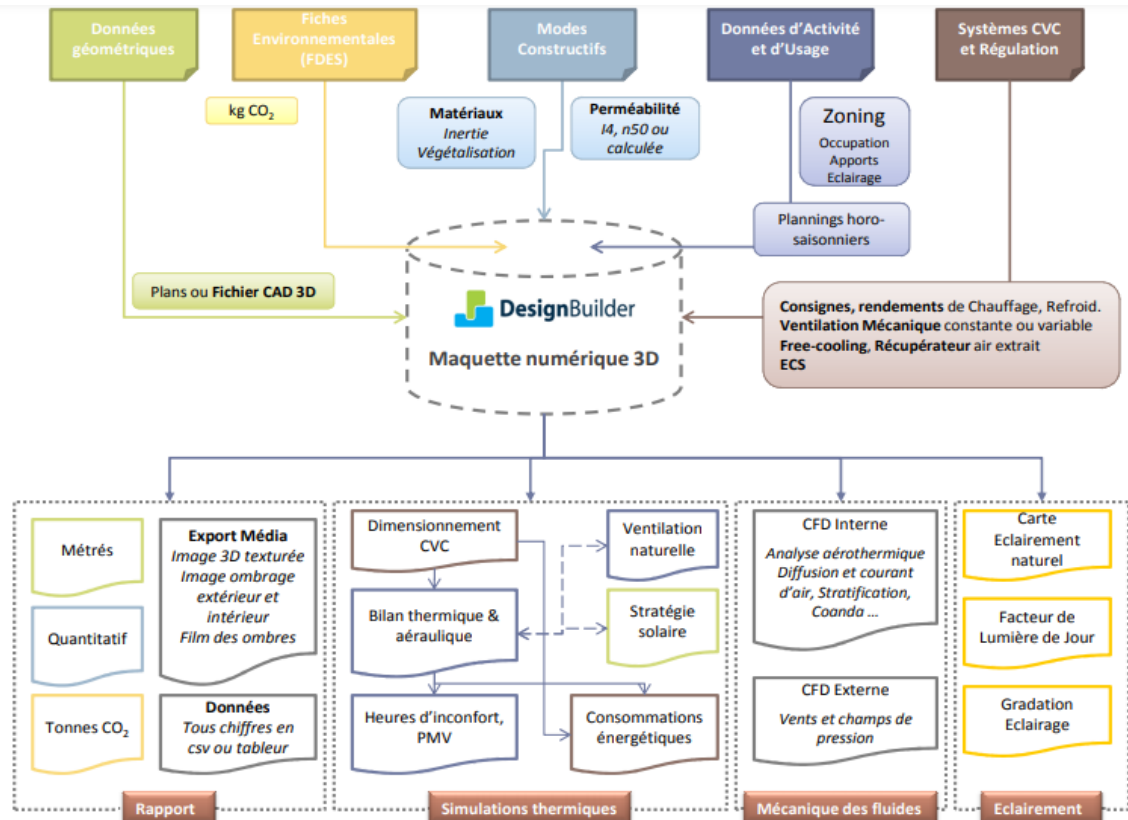 Données
géométriques
Fiches
Environnementales
(FDES)
Modes
Constructifs
Données d'Activité
et d'Usage
Systèmes CVC
et Régulation
kg CO₂
Matériaux
Inertie
Végétalisation
Perméabilité
I4, n50 ou
calculée
Zoning
Occupation
Apports
Eclairage
Plannings horo-
saisonniers
Plans ou Fichier CAD 3D
DesignBuilder
Maquette numérique 3D
Consignes, rendements de Chauffage, Refroid.
Ventilation Mécanique constante ou variable
Free-cooling, Récupérateur air extrait
ECS
Métrés
Quantitatif
Tonnes CO₂
Export Média
Image 3D texturée
Image ombrage
extérieur et
intérieur
Film des ombres
Données
Tous chiffres en
csv ou tableur
Rapport
Dimensionnement
CVC
Bilan thermique &
aéraulique
Heures d'inconfort,
PMV
Ventilation
naturelle
Stratégie
solaire
Consommations
énergétiques
Simulations thermiques
CFD Interne
Analyse aérothermique
Diffusion et courant
d'air, Stratification,
Coanda ...
CFD Externe
Vents et champs de
pression
Mécanique des fluides
Carte
Eclairement
naturel
Facteur de
Lumière de Jour
Gradation
Eclairage
Eclairement